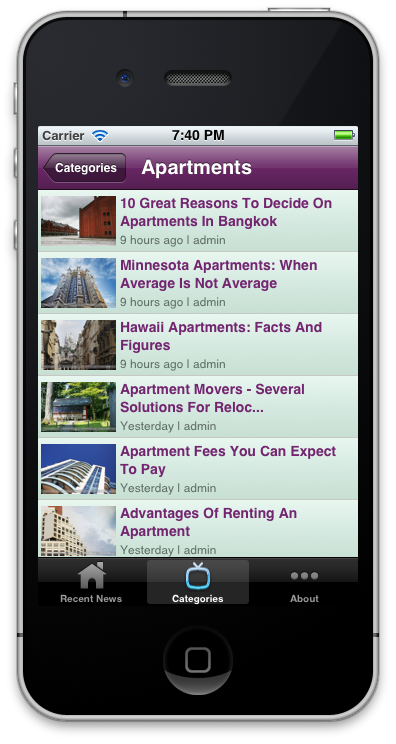 Carrier 7:40 PM
Categories Apartments
10 Great Reasons To Decide On
Apartments In Bangkok
9 hours ago | admin
Minnesota Apartments: When
Average Is Not Average
9 hours ago | admin
Hawaii Apartments: Facts And
Figures
9 hours ago | admin
Apartment Movers - Several
Solutions For Reloc...
Yesterday | admin
Apartment Fees You Can Expect
To Pay
Yesterday | admin
Advantages Of Renting An
Apartment
Yesterday | admin
Recent News Categories About